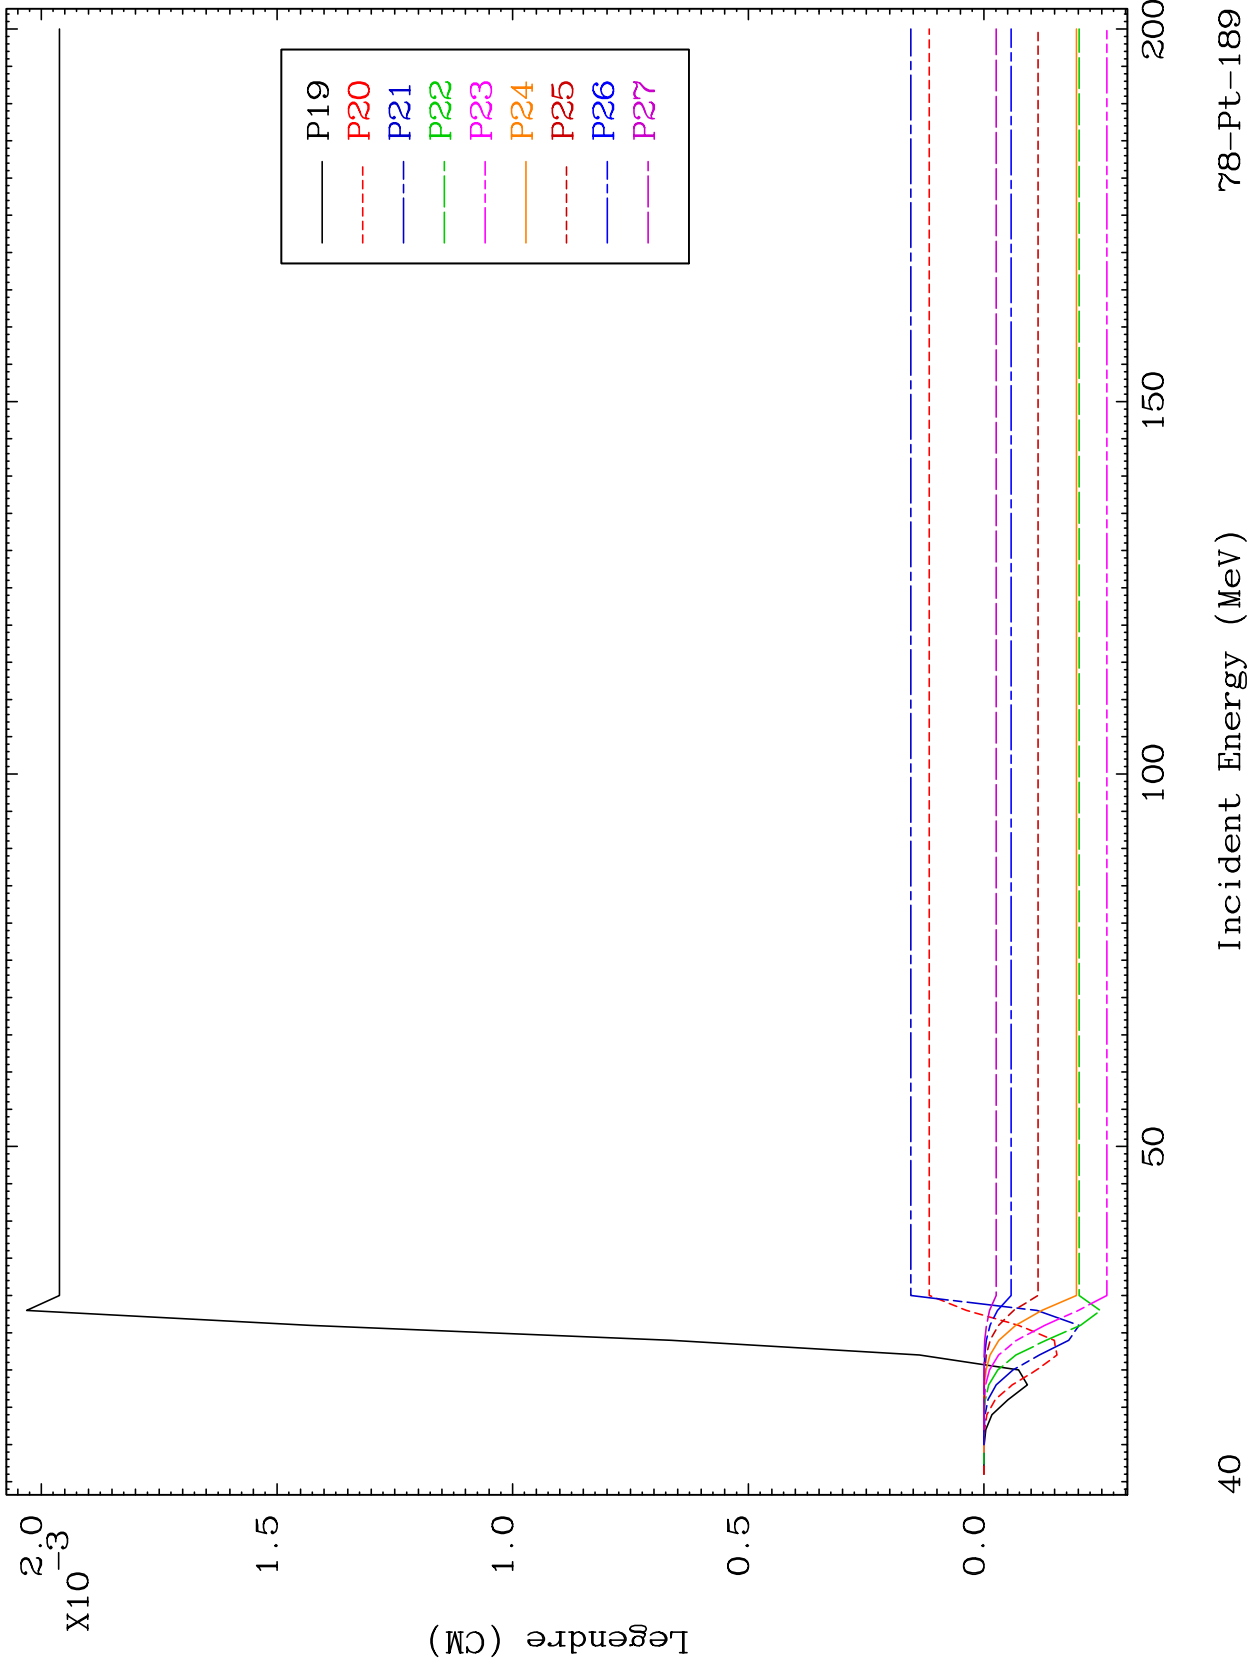 2.0
X10
-3
1.5
1.0
0.5
0.0
Legendre (CM)
P19
P20
P21
P22
P23
P24
P25
P26
P27
50
100
150
200
40
Incident Energy (MeV)
78-Pt-189